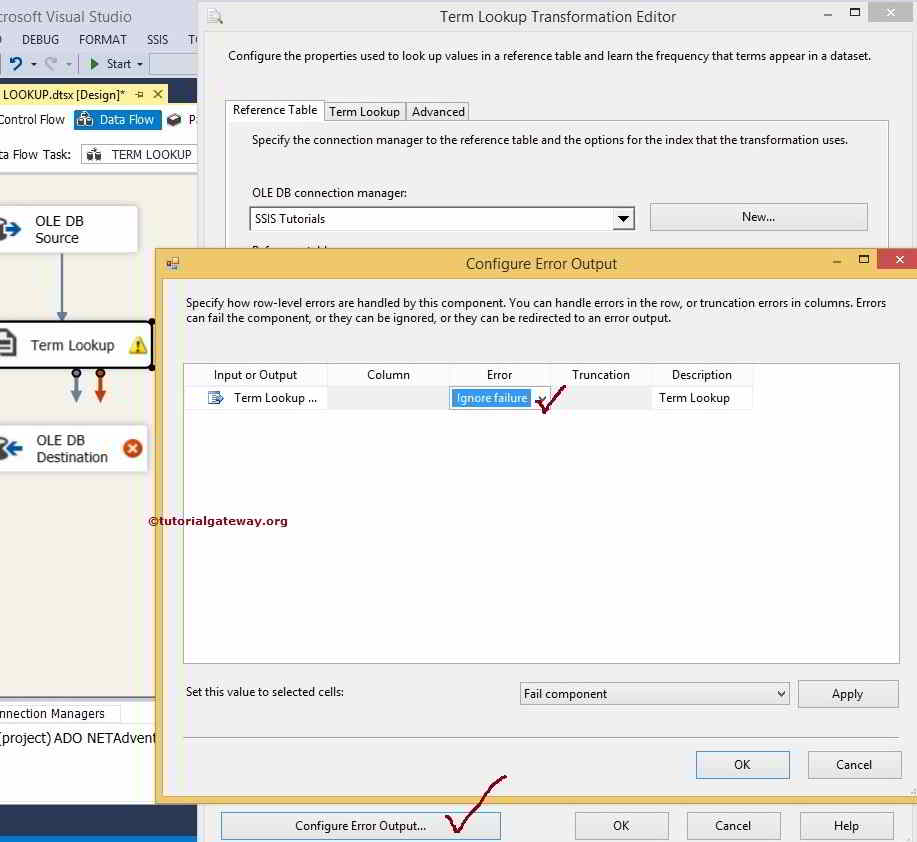 crosoft Visual Studio
DEBUG FORMAT SSIS
Start
LOOKUP.dtsx [Design]*
Control Flow Data Flow
ta Flow Task: TERM LOOKUP
OLE DB
Source
Term Lookup
OLE DB
Destination
nnection Managers
(project) ADO NETAdvent
Term Lookup Transformation Editor
Configure the properties used to look up values in a reference table and learn the frequency that terms appear in a dataset.
Reference Table Term Lookup Advanced
Specify the connection manager to the reference table and the options for the index that the transformation uses.
OLE DB connection manager:
SSIS Tutorials New...
Configure Error Output
Specify how row-level errors are handled by this component. You can handle errors in the row, or truncation errors in columns. Errors
can fail the component, or they can be ignored, or they can be redirected to an error output.
Input or Output Column Error Truncation Description
Term Lookup ... Ignore failure Term Lookup
©tutorialgateway.org
Set this value to selected cells: Fail component Apply
OK Cancel
Configure Error Output... OK Cancel Help